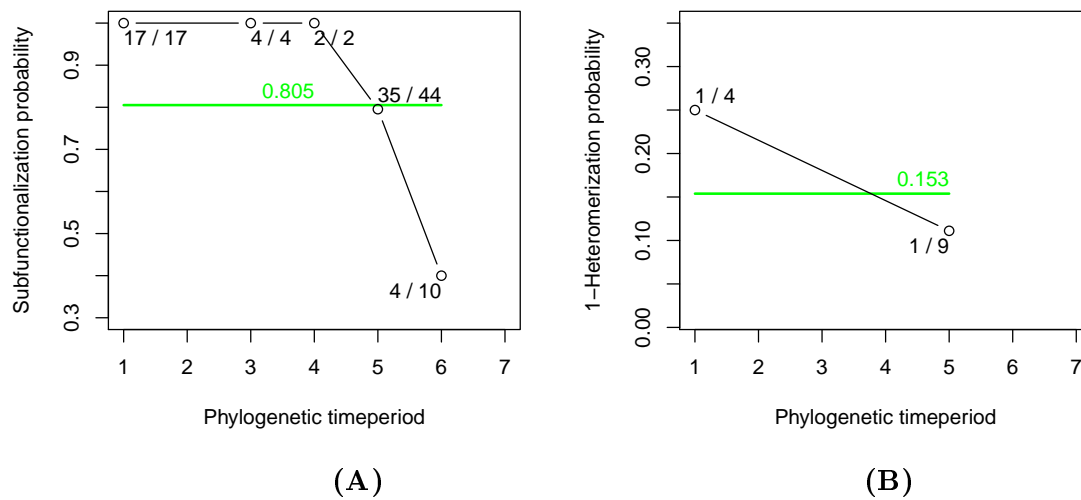 Subfunctionalization probability
0.9
0.7
0.5
0.3
17 / 17
4 / 4
2 / 2
0.805
35 / 44
4 / 10
1 2 3 4 5 6 7
Phylogenetic timeperiod
(A)
1−Heteromerization probability
0.30
0.20
0.10
0.00
1 / 4
0.153
1 / 9
1 2 3 4 5 6 7
Phylogenetic timeperiod
(B)